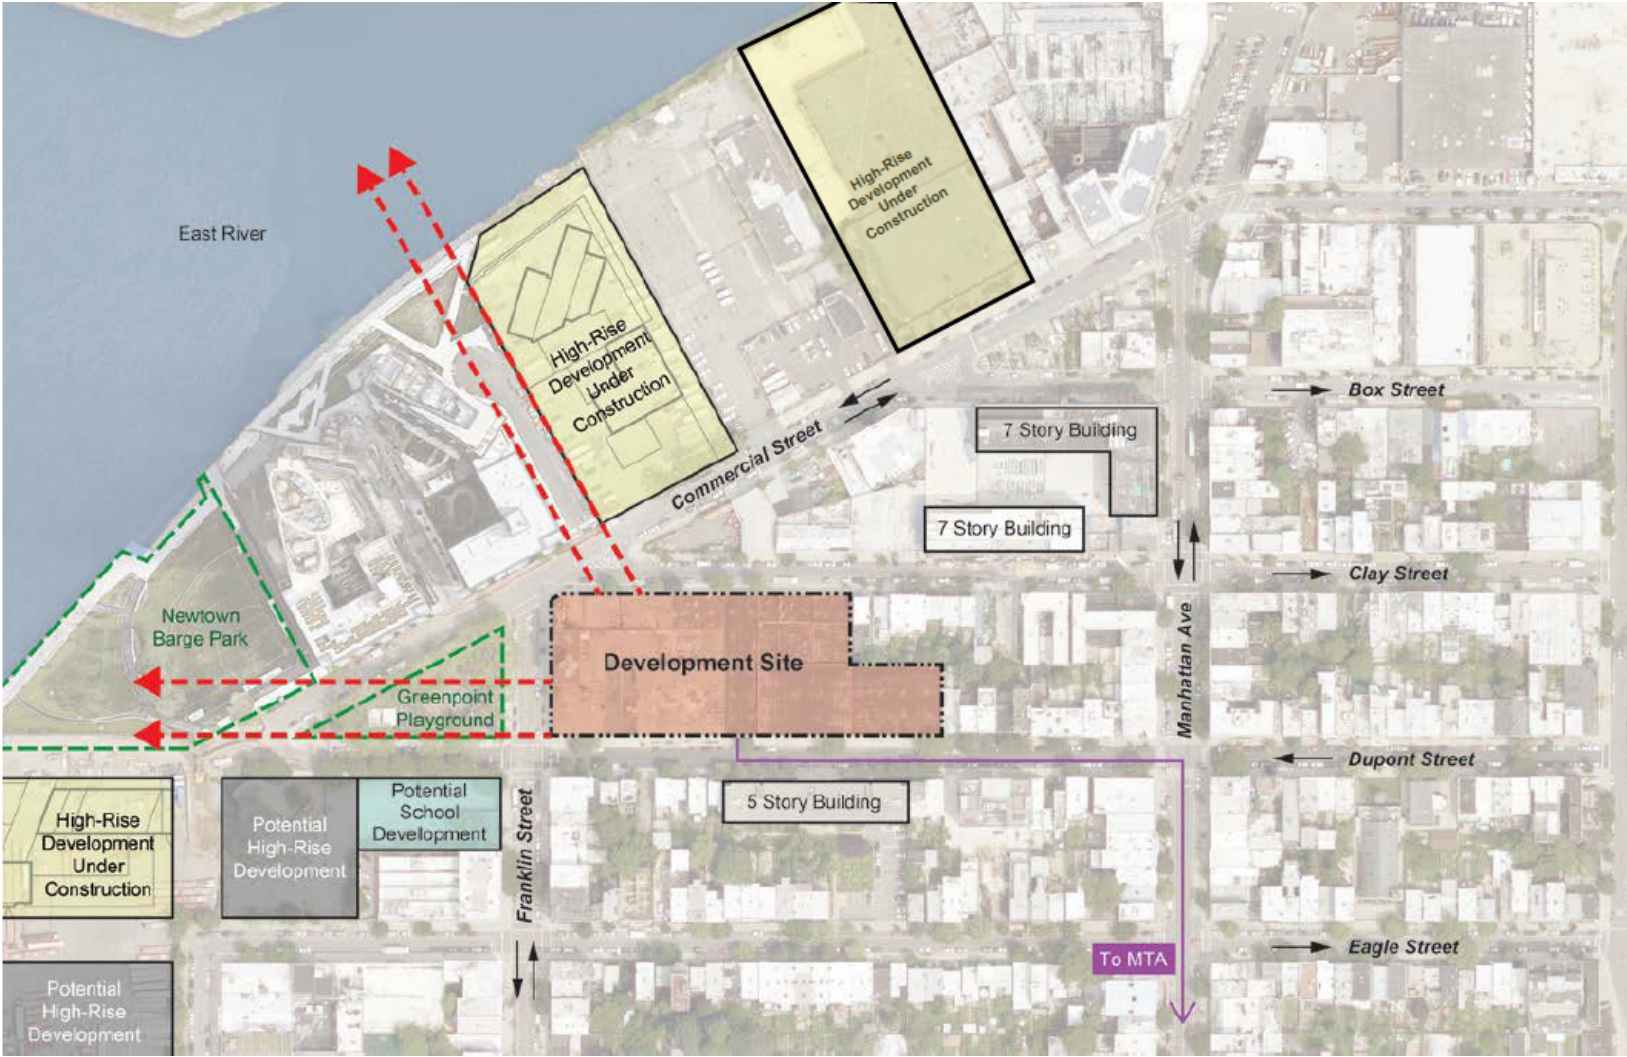 High-Rise
Development
Under
Construction
East River
High-Rise
Development
Under
Construction
Box Street
Commercial Street
7 Story Building
7 Story Building
Clay Street
Newtown
Barge Park
Manhattan Ave
Development Site
Greenpoint
Playground
Dupont Street
High-Rise
Development
Under
Construction
Potential
High-Rise
Development
Potential
School
Development
5 Story Building
Franklin Street
Eagle Street
To MTA
Potential
High-Rise
Development